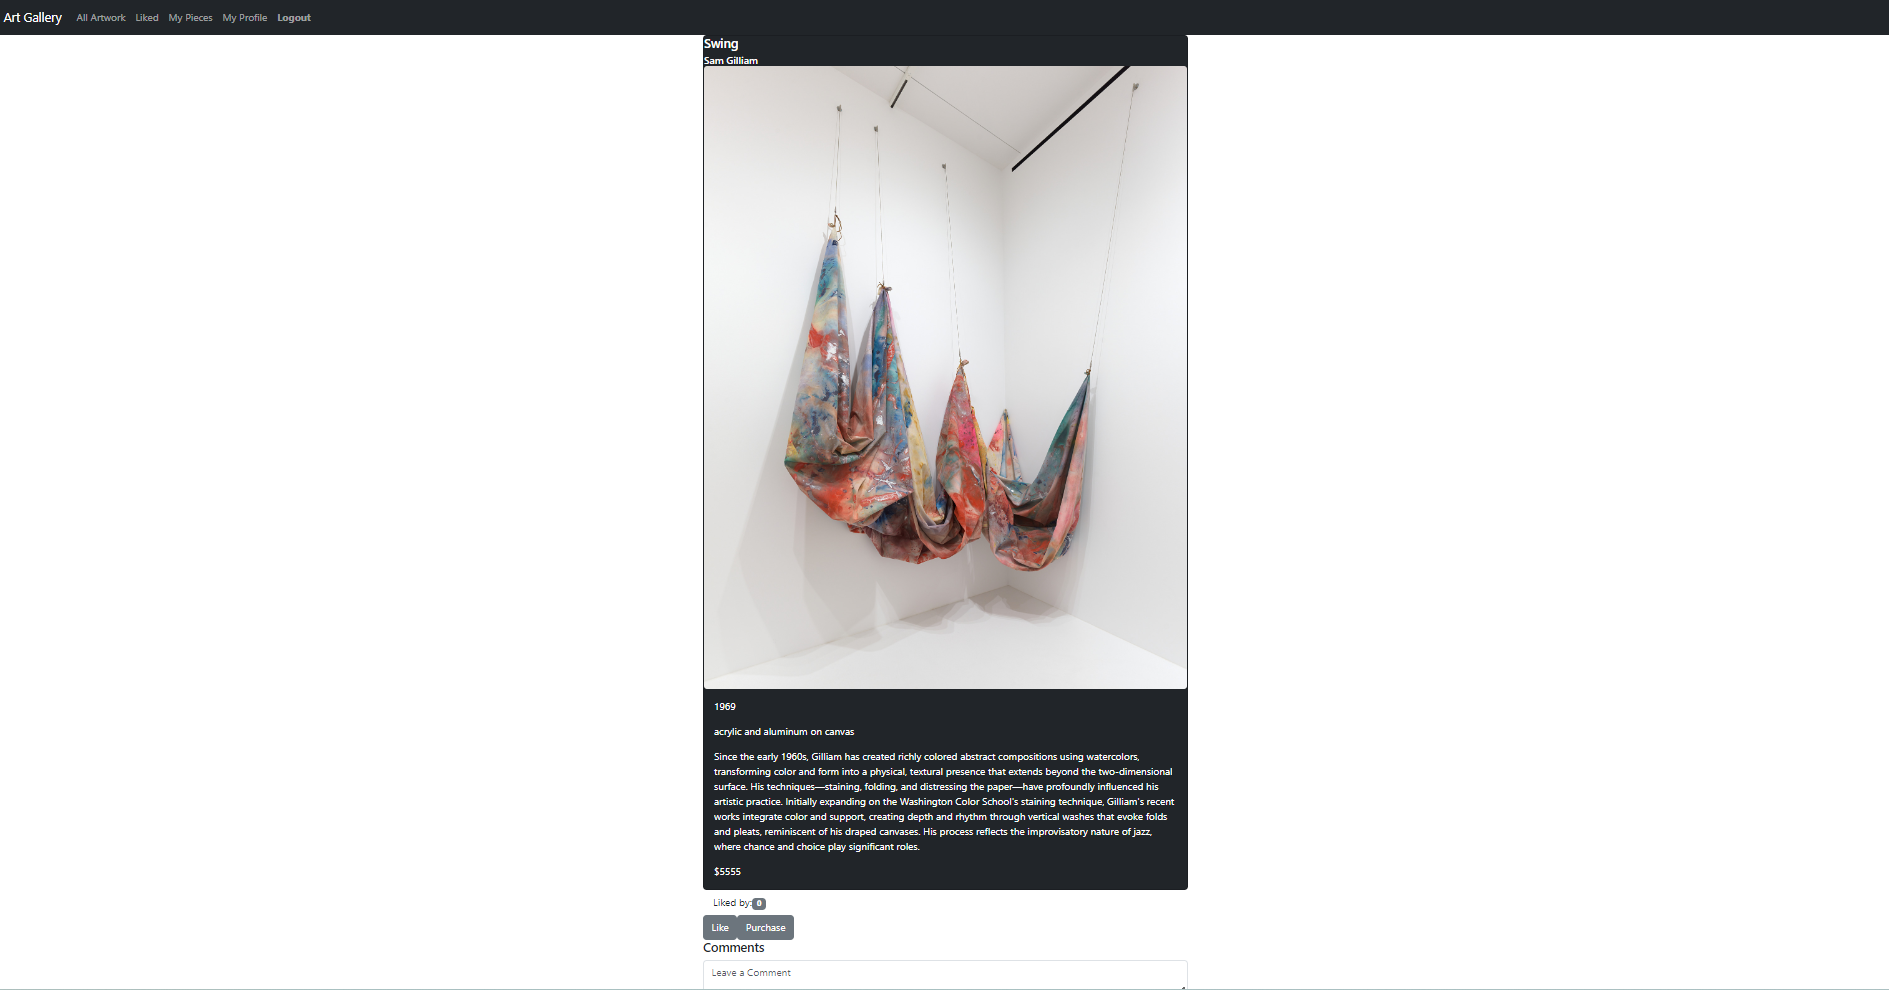 Art Gallery All Artwork Liked My Pieces My Profile Logout
Swing
Sam Gilliam
1969
acrylic and aluminum on canvas
Since the early 1960s, Gilliam has created richly colored abstract compositions using watercolors,
transforming color and form into a physical, textural presence that extends beyond the two-dimensional
surface. His techniques—staining, folding, and distressing the paper—have profoundly influenced his
artistic practice. Initially expanding on the Washington Color School's staining technique, Gilliam's recent
works integrate color and support, creating depth and rhythm through vertical washes that evoke folds
and pleats, reminiscent of his draped canvases. His process reflects the improvisatory nature of jazz,
where chance and choice play significant roles.
$5555
Liked by: 0
Like Purchase
Comments
Leave a Comment